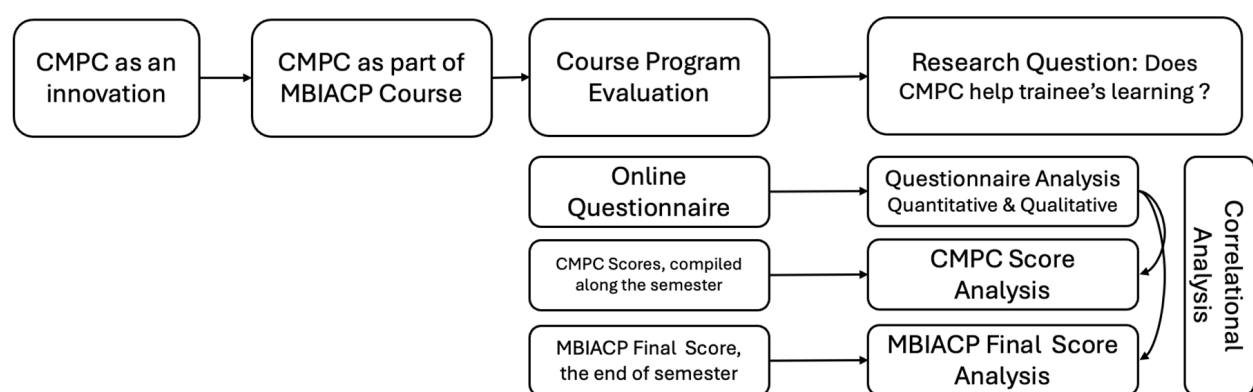 CMPC as an
innovation
CMPC as part of
MBIACP Course
Course Program
Evaluation
Research Question: Does
CMPC help trainee's learning ?
Online
Questionnaire
Questionnaire Analysis
Quantitative & Qualitative
CMPC Scores, compiled
along the semester
CMPC Score
Analysis
MBIACP Final Score,
the end of semester
MBIACP Final Score
Analysis
Correlational
Analysis